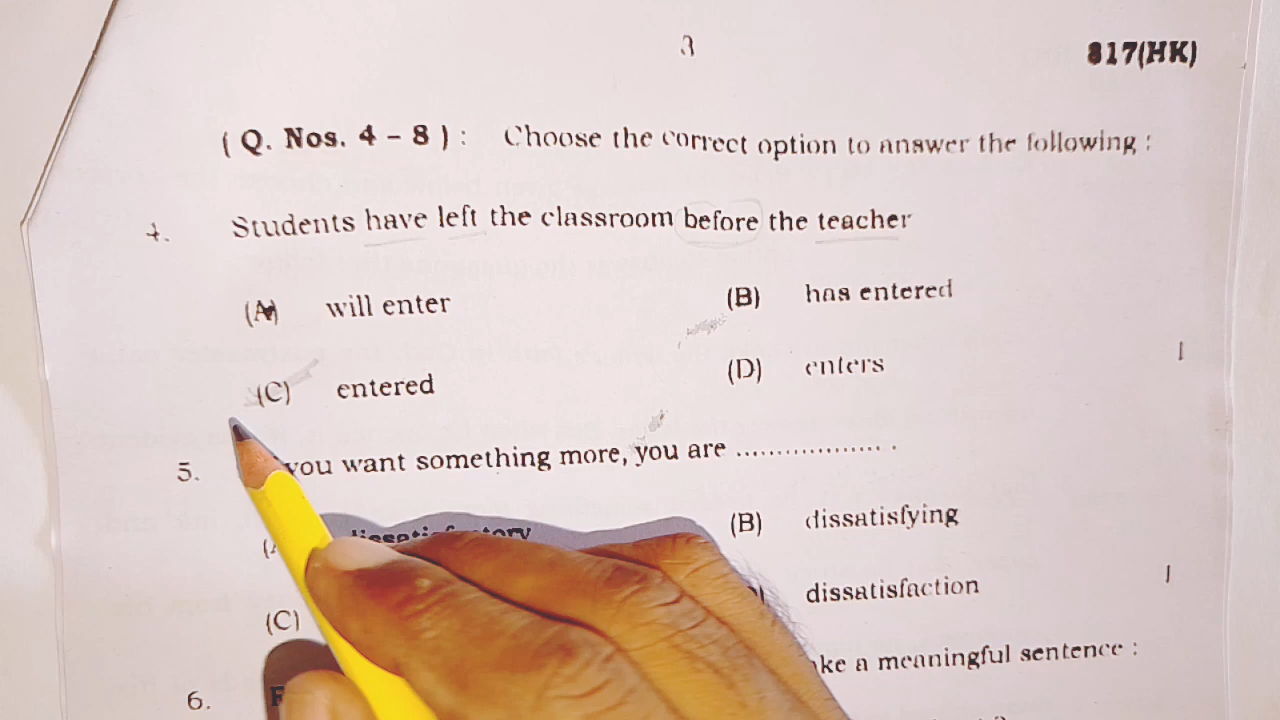 3
817(HK)
( Q. Nos. 4 – 8 ) : Choose the correct option to answer the following :
4. Students have left the classroom before the teacher
(A) will enter (B) has entered
(C) entered (D) enters
1
5. you want something more, you are .................. .
dissatisfactory (B) dissatisfying
(C) dissatisfaction
1
a meaningful sentence :
6.